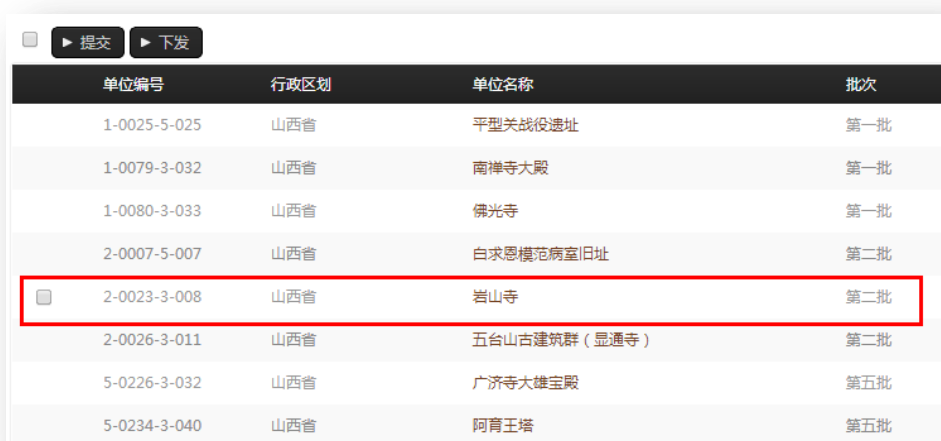 提交 下发
单位编号 行政区划 单位名称 批次
1-0025-5-025 山西省 平型关战役遗址 第一批
1-0079-3-032 山西省 南禅寺大殿 第一批
1-0080-3-033 山西省 佛光寺 第一批
2-0007-5-007 山西省 白求恩模范病室旧址 第二批
2-0023-3-008 山西省 岩山寺 第二批
2-0026-3-011 山西省 五台山古建筑群（显通寺） 第二批
5-0226-3-032 山西省 广济寺大雄宝殿 第五批
5-0234-3-040 山西省 阿育王塔 第五批